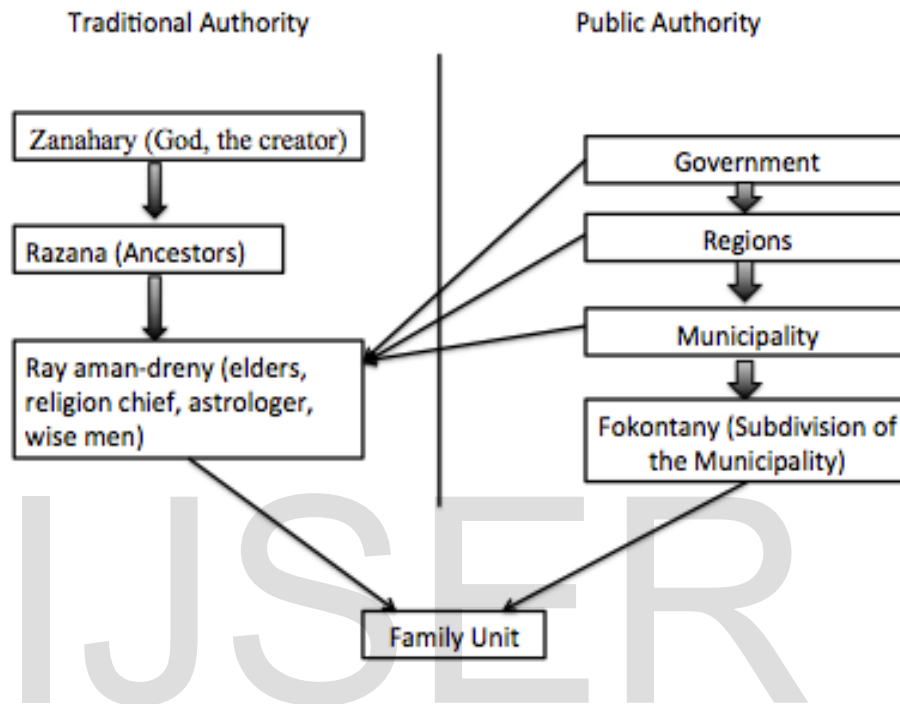 Traditional Authority
Public Authority
Zanahary (God, the creator)
Razana (Ancestors)
Ray aman-dreny (elders,
religion chief, astrologer,
wise men)
Government
Regions
Municipality
Fokontany (Subdivision of
the Municipality)
Family Unit
IJSER